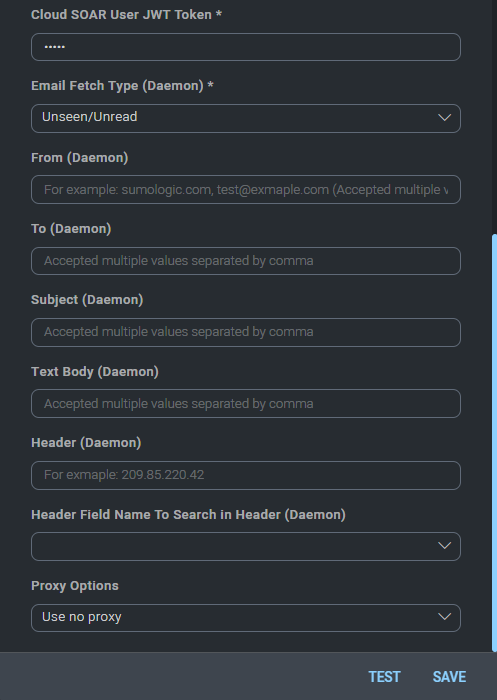 Cloud SOAR User JWT Token *
•••••
Email Fetch Type (Daemon) *
Unseen/Unread
From (Daemon)
For example: sumologic.com, test@exmaple.com (Accepted multiple v
To (Daemon)
Accepted multiple values separated by comma
Subject (Daemon)
Accepted multiple values separated by comma
Text Body (Daemon)
Accepted multiple values separated by comma
Header (Daemon)
For exmaple: 209.85.220.42
Header Field Name To Search in Header (Daemon)
Proxy Options
Use no proxy
TEST SAVE